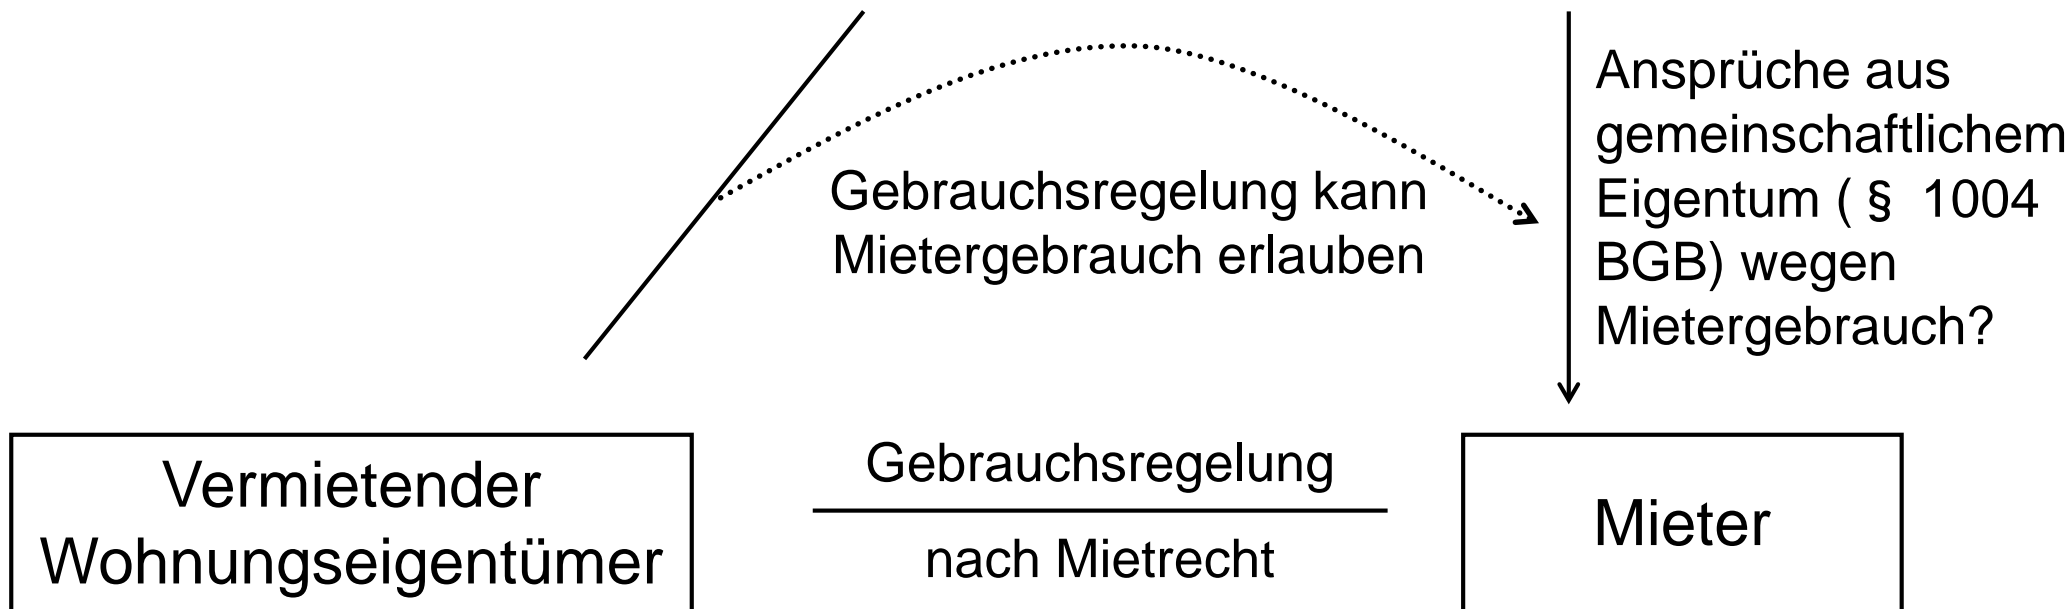 Ansprüche aus
gemeinschaftlichem
Eigentum ( § 1004
BGB) wegen
Mietergebrauch?
Gebrauchsregelung kann
Mietergebrauch erlauben
Vermietender
Wohnungseigentümer
Gebrauchsregelung
nach Mietrecht
Mieter